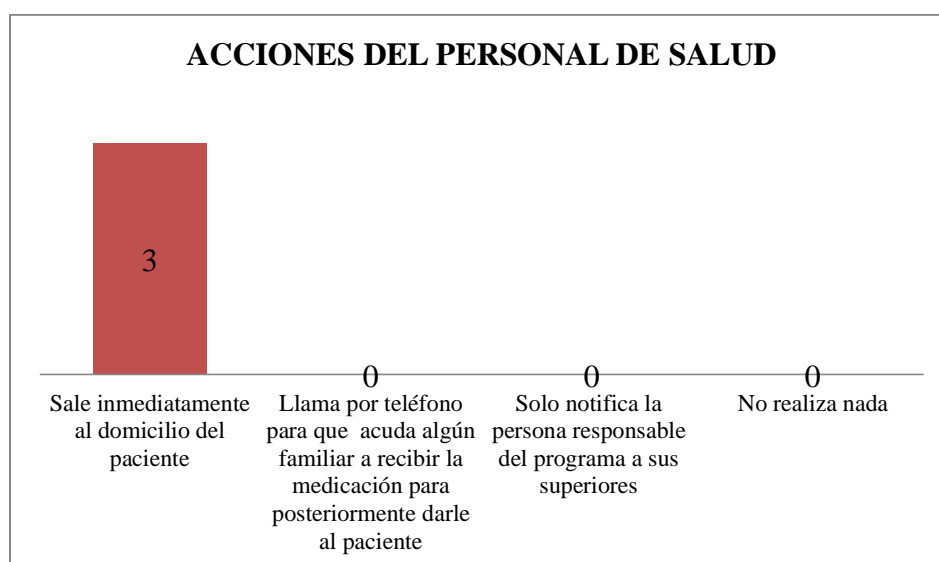 ACCIONES DEL PERSONAL DE SALUD
3
0
0
0
Sale inmediatamente
al domicilio del
paciente
Llama por teléfono
para que acuda algún
familiar a recibir la
medicación para
posteriormente darle
al paciente
Solo notifica la
persona responsable
del programa a sus
superiores
No realiza nada